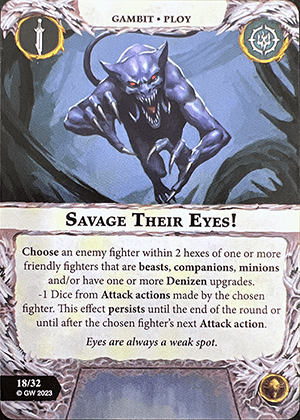 GAMBIT • PLOY
SAVAGE THEIR EYES!
Choose an enemy fighter within 2 hexes of one or more
friendly fighters that are beasts, companions, minions
and/or have one or more Denizen upgrades.
-1 Dice from Attack actions made by the chosen
fighter. This effect persists until the end of the round or
until after the chosen fighter's next Attack action.
Eyes are always a weak spot.
18/32
© GW 2023